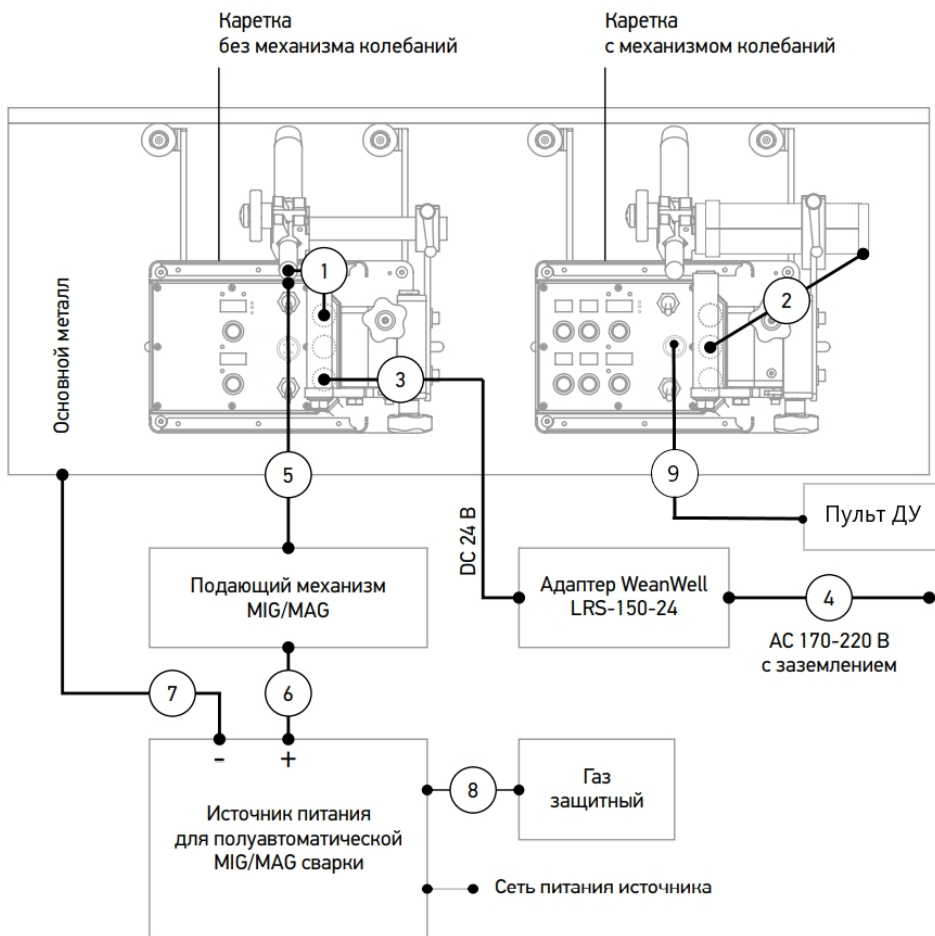 Каретка
без механизма колебаний
Каретка
с механизмом колебаний
1
2
3
Основной металл
5
9
DC 24 В
Пульт ДУ
Подающий механизм
MIG/MAG
Адаптер WeanWell
LRS-150-24
4
АС 170-220 В
с заземлением
7
6
-
+
Источник питания
для полуавтоматической
MIG/MAG сварки
8
Газ
защитный
Сеть питания источника